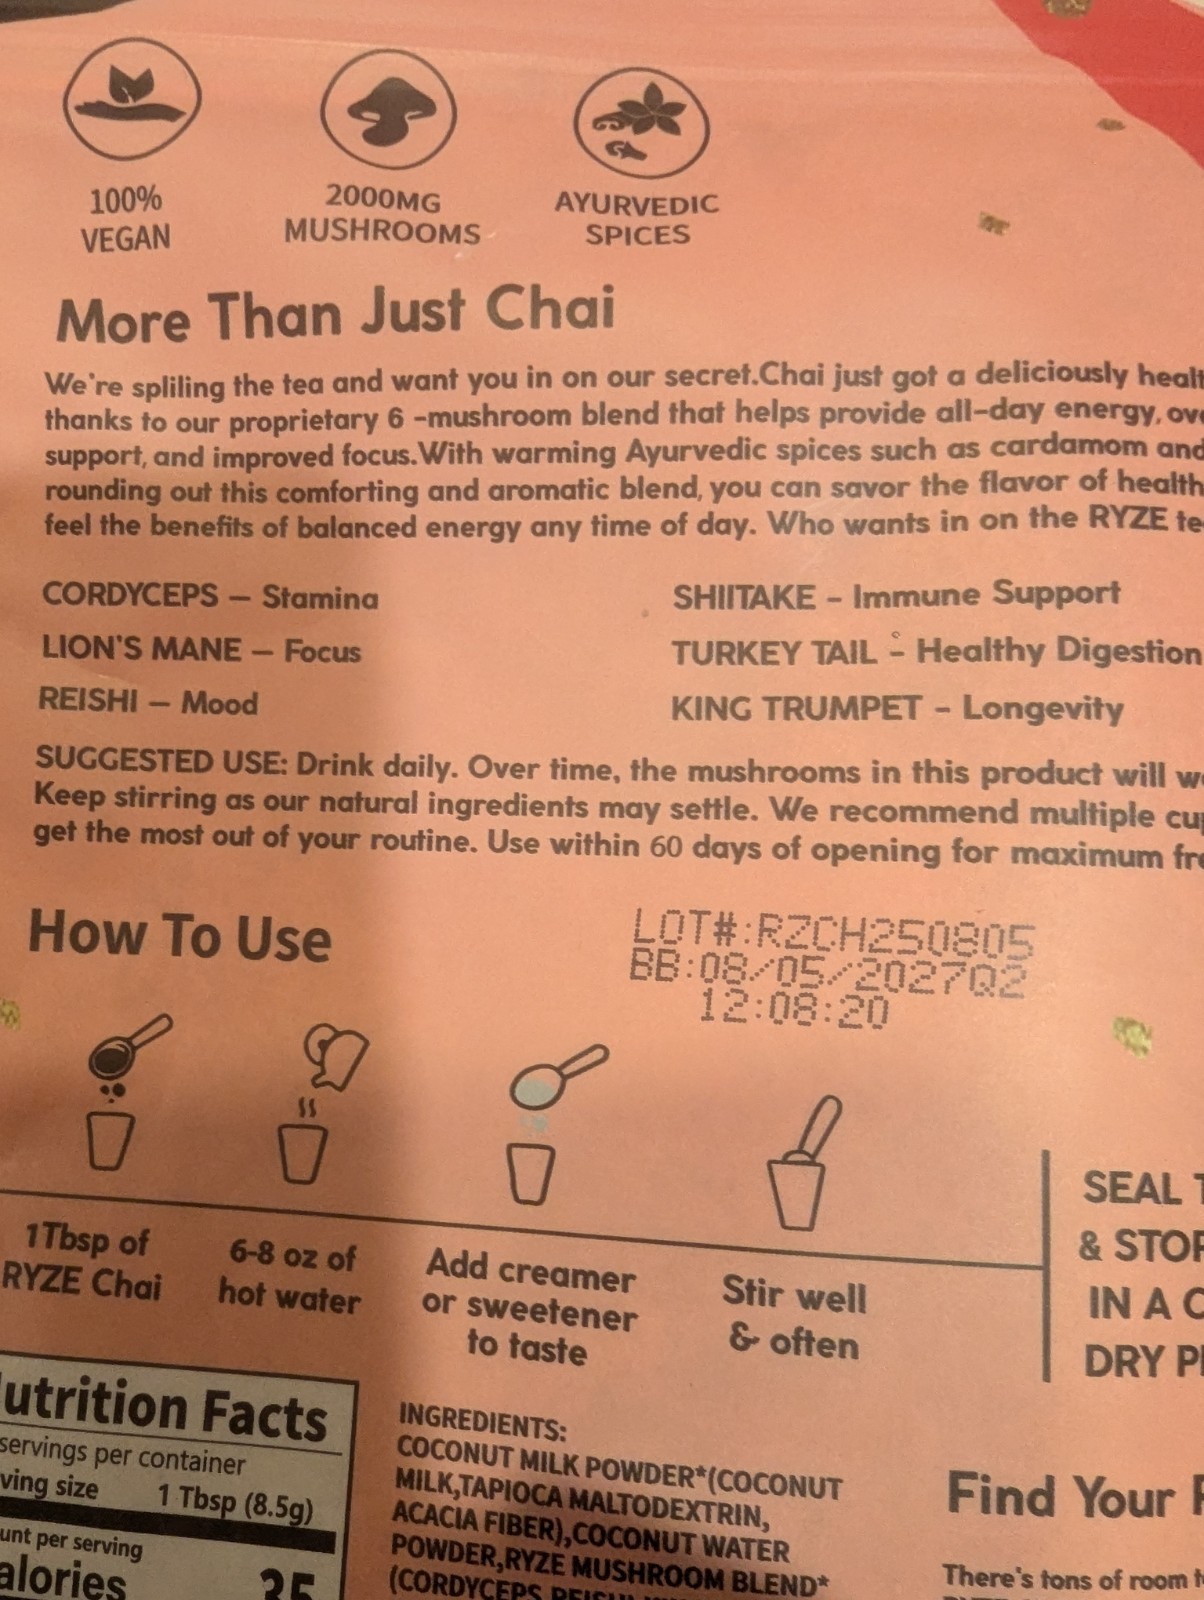 100%
VEGAN
2000MG
MUSHROOMS
AYURVEDIC
SPICES
More Than Just Chai
We're spliling the tea and want you in on our secret.Chai just got a deliciously
thanks to our proprietary 6 -mushroom blend that helps provide all-day energy,
support, and improved focus.With warming Ayurvedic spices such as cardamom and
rounding out this comforting and aromatic blend, you can savor the flavor of health
feel the benefits of balanced energy any time of day. Who wants in on the RYZE
CORDYCEPS – Stamina
LION'S MANE – Focus
REISHI – Mood
SHIITAKE - Immune Support
TURKEY TAIL - Healthy Digestion
KING TRUMPET - Longevity
SUGGESTED USE: Drink daily. Over time, the mushrooms in this product will
Keep stirring as our natural ingredients may settle. We recommend multiple
get the most out of your routine. Use within 60 days of opening for maximum
How To Use
LOT#:RZCH250805
BB:08/05/2027Q2
12:08:20
1 Tbsp of
RYZE Chai
6-8 oz of
hot water
Add creamer
or sweetener
to taste
Stir well
& often
SEAL
&
IN A
DRY
utrition Facts
servings per container
ving size 1 Tbsp (8.5g)
unt per serving
alories 35
INGREDIENTS:
COCONUT MILK POWDER*(COCONUT
MILK,TAPIOCA MALTODEXTRIN,
ACACIA FIBER),COCONUT WATER
POWDER,RYZE MUSHROOM BLEND*
(CORDYCEPS,
Find Your
There's tons of room